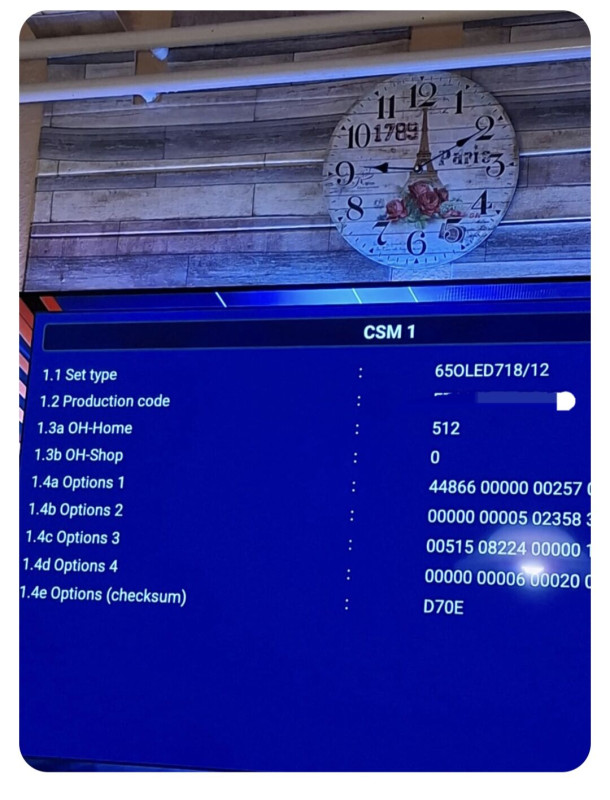 12
11
1
10
1789
2
Paris
9
3
8
4
7
5
6
CSM 1
1.1 Set type : 65OLED718/12
1.2 Production code :
1.3a OH-Home : 512
1.3b OH-Shop : 0
1.4a Options 1 : 44866 00000 00257
1.4b Options 2 : 00000 00005 02358
1.4c Options 3 : 00515 08224 00000
1.4d Options 4 : 00000 00006 00020
1.4e Options (checksum) : D70E